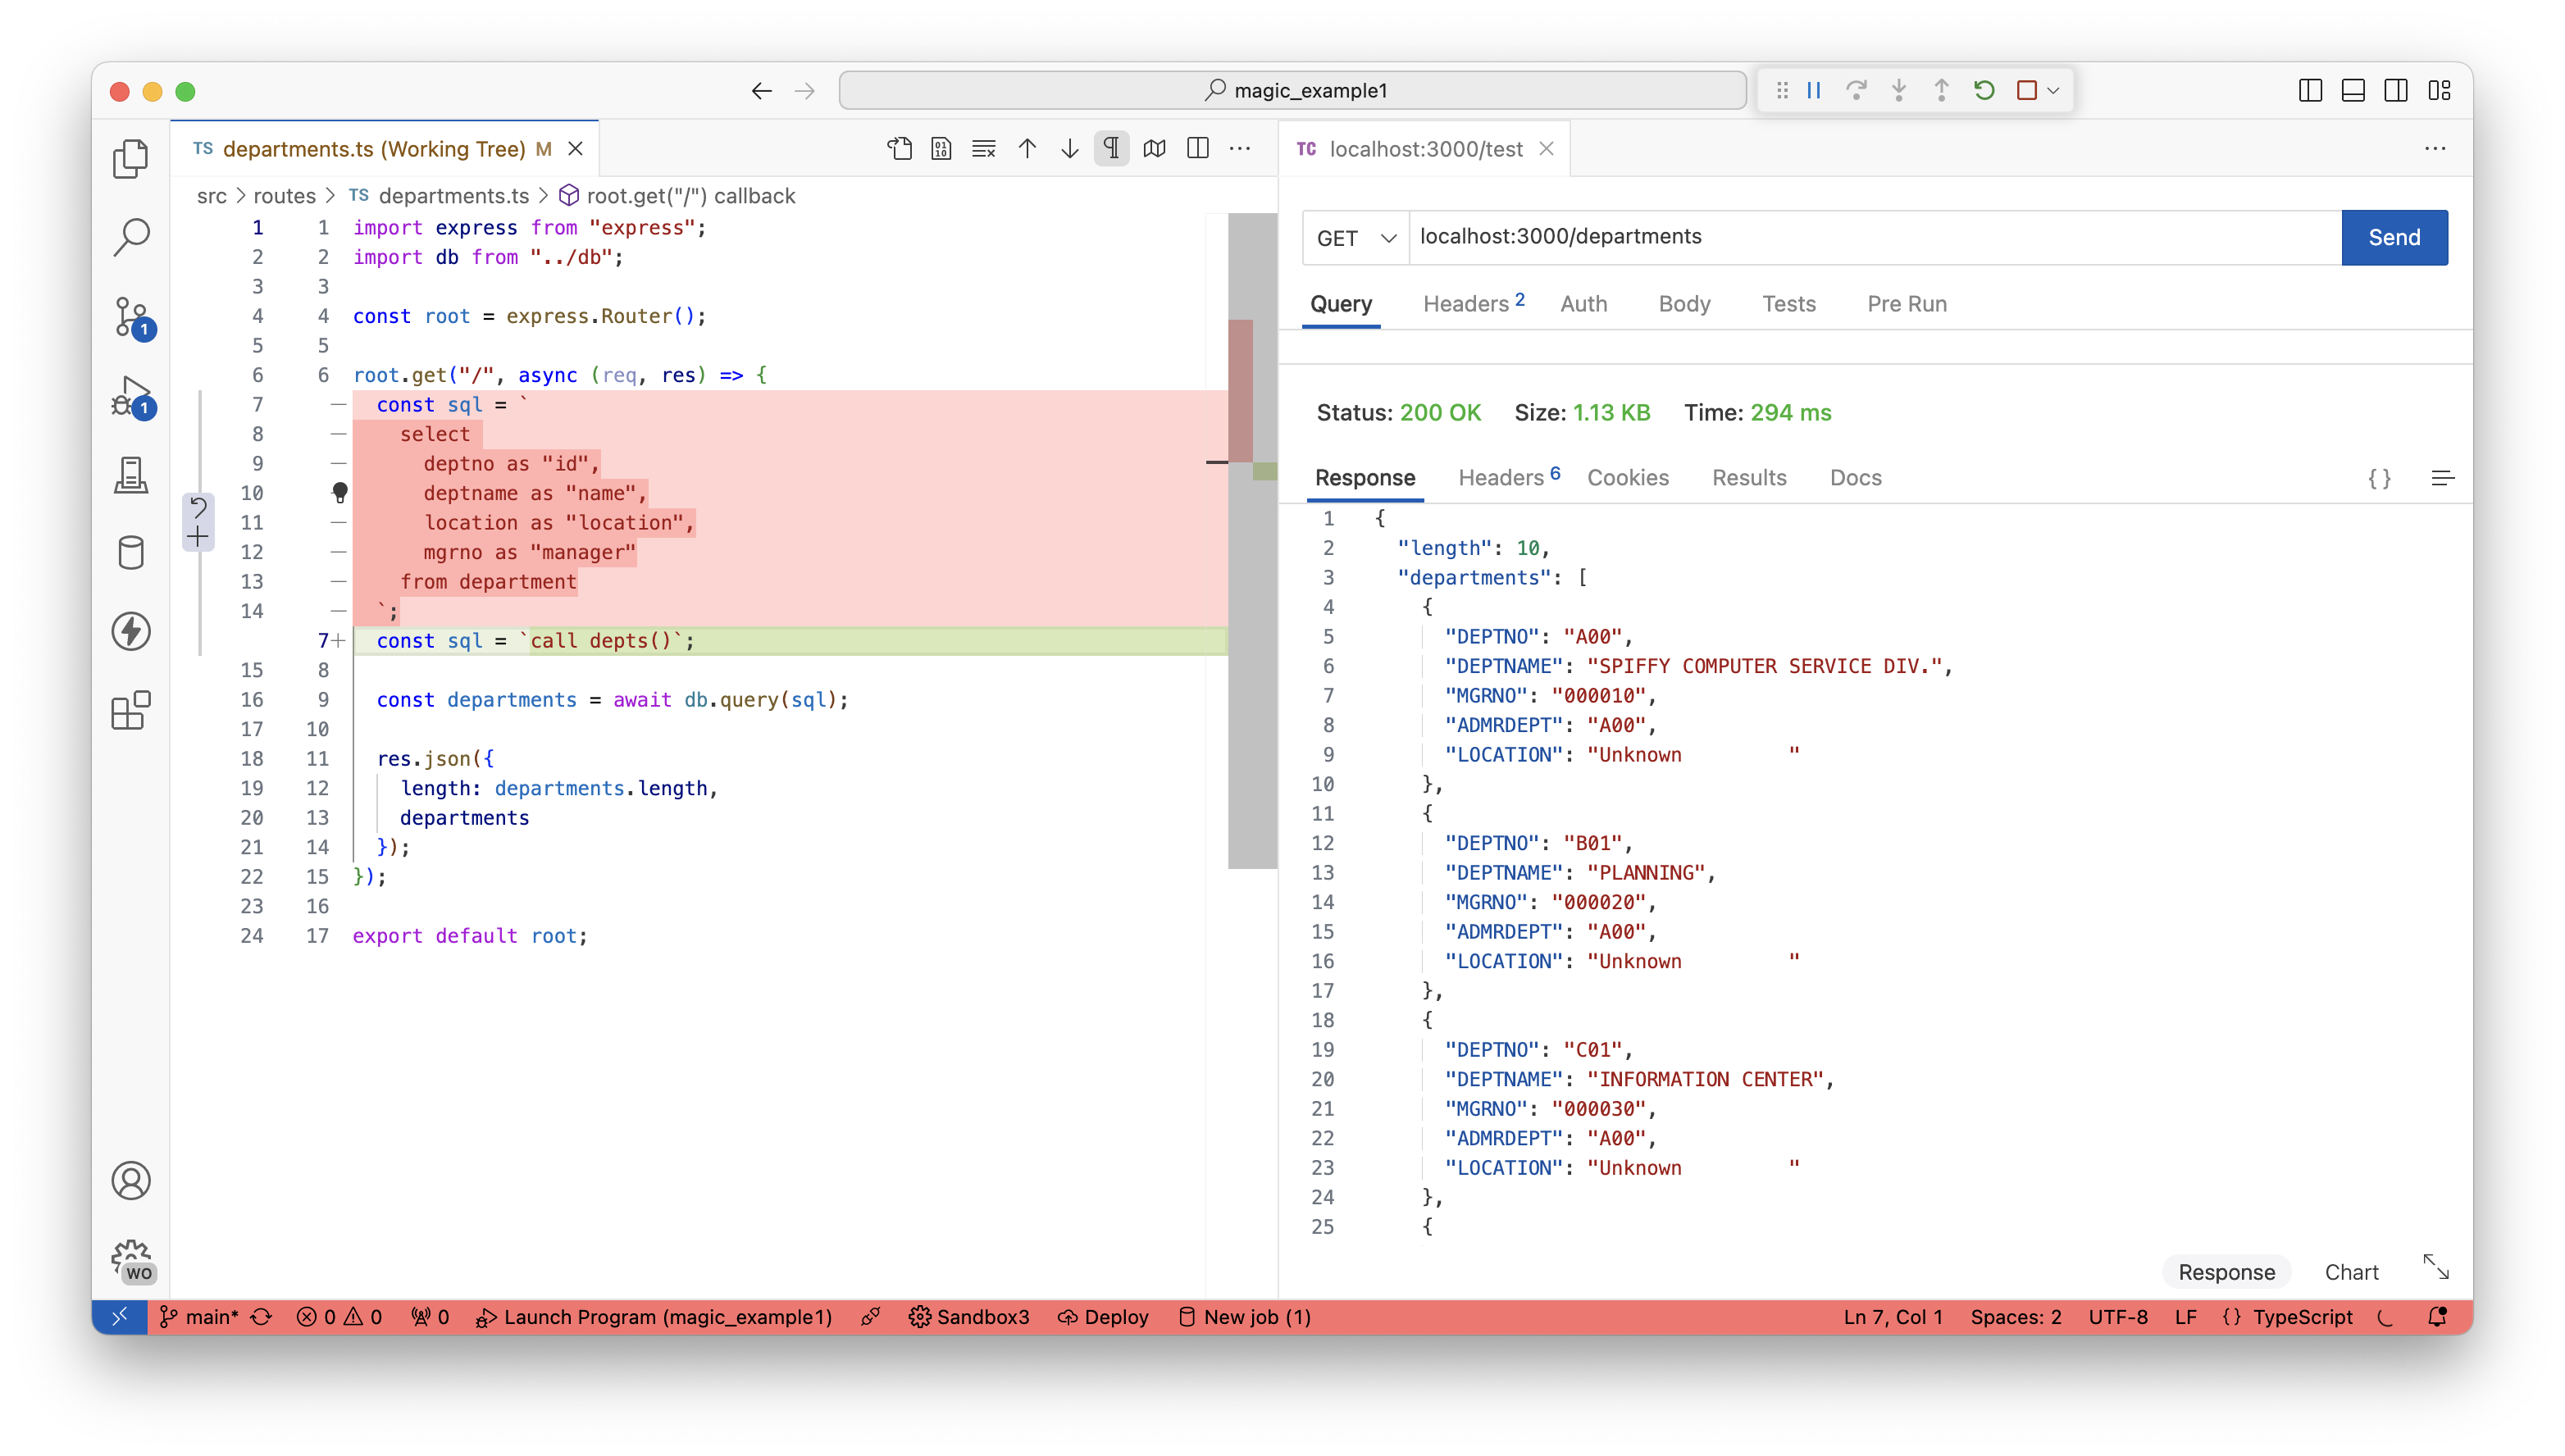 magic_example1
TS departments.ts (Working Tree) M
src > routes > TS departments.ts > root.get("/") callback
1 1 import express from "express";
2 2 import db from "../db";
3 3
4 4 const root = express.Router();
5 5
6 6 root.get("/", async (req, res) => {
7 — const sql = `
8 — select
9 — deptno as "id",
10 deptname as "name",
11 — location as "location",
12 — mgrno as "manager"
13 — from department
14 — `;
7+ const sql = `call depts()`;
15 8
16 9 const departments = await db.query(sql);
17 10
18 11 res.json({
19 12 length: departments.length,
20 13 departments
21 14 });
22 15 });
23 16
24 17 export default root;
1
1
WO
TC localhost:3000/test
GET localhost:3000/departments Send
Query Headers 2 Auth Body Tests Pre Run
Status: 200 OK Size: 1.13 KB Time: 294 ms
Response Headers 6 Cookies Results Docs {}
1 {
2 "length": 10,
3 "departments": [
4 {
5 "DEPTNO": "A00",
6 "DEPTNAME": "SPIFFY COMPUTER SERVICE DIV.",
7 "MGRNO": "000010",
8 "ADMRDEPT": "A00",
9 "LOCATION": "Unknown         "
10 },
11 {
12 "DEPTNO": "B01",
13 "DEPTNAME": "PLANNING",
14 "MGRNO": "000020",
15 "ADMRDEPT": "A00",
16 "LOCATION": "Unknown         "
17 },
18 {
19 "DEPTNO": "C01",
20 "DEPTNAME": "INFORMATION CENTER",
21 "MGRNO": "000030",
22 "ADMRDEPT": "A00",
23 "LOCATION": "Unknown         "
24 },
25 {
Response Chart
main* 0 0 0 Launch Program (magic_example1) Sandbox3 Deploy New job (1) Ln 7, Col 1 Spaces: 2 UTF-8 LF {} TypeScript